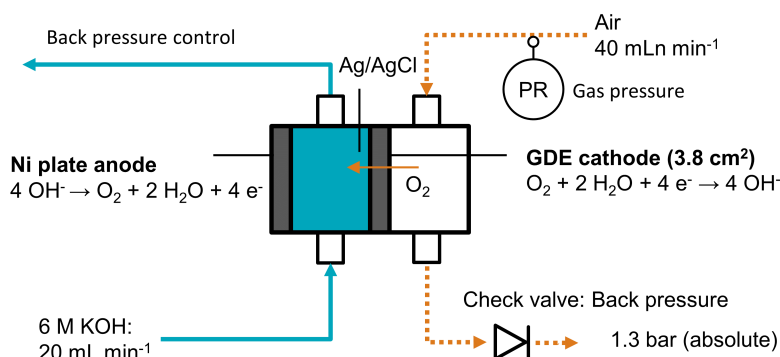 Back pressure control
Air
40 mLn min⁻¹
Ag/AgCl
PR
Gas pressure
Ni plate anode
4 OH⁻ → O₂ + 2 H₂O + 4 e⁻
O₂
GDE cathode (3.8 cm²)
O₂ + 2 H₂O + 4 e⁻ → 4 OH⁻
6 M KOH:
20 mL min⁻¹
Check valve: Back pressure
1.3 bar (absolute)